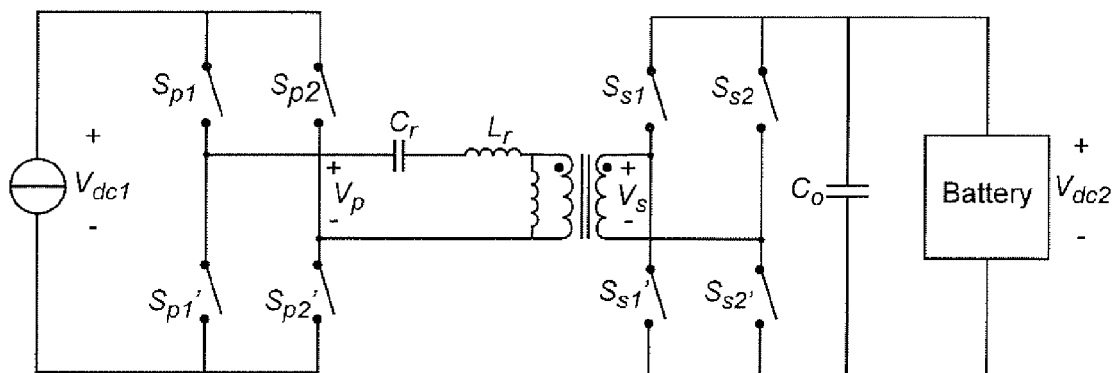 S_p1
S_p2
S_s1
S_s2
C_r
L_r
+
V_dc1
-
+
V_p
-
+
V_s
-
C_o
Battery
+
V_dc2
-
S_p1'
S_p2'
S_s1'
S_s2'